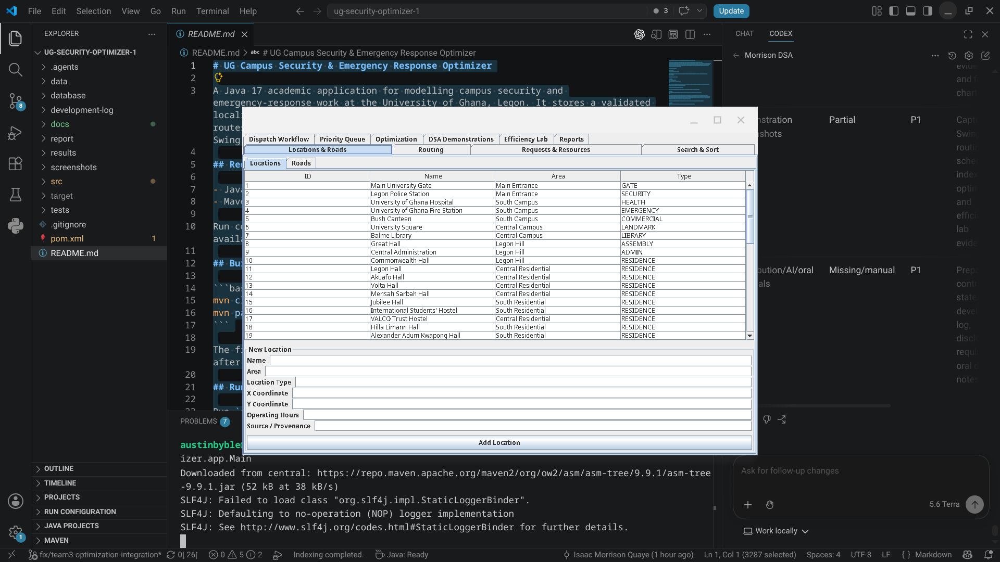 File Edit Selection View Go Run Terminal Help
ug-security-optimizer-1
3
Update
EXPLORER
UG-SECURITY-OPTIMIZER-1
.agents
data
database
development-log
docs
report
results
screenshots
src
target
tests
.gitignore
pom.xml 1
README.md
OUTLINE
TIMELINE
PROJECTS
RUN CONFIGURATION
JAVA PROJECTS
MAVEN
8
1
README.md
README.md > abc # UG Campus Security & Emergency Response Optimizer
1 # UG Campus Security & Emergency Response Optimizer
2
3 A Java 17 academic application for modelling campus security and
emergency-response work at the University of Ghana, Legon. It stores a validated
locali
routes
Swing
4
5 ## Re
6
7 - Java
8 - Mave
9
10 Run co
availa
11
12 ## Bu
13
14 ```bas
15 mvn cl
16 mvn pa
17 ```
18
19 The fi
after
20
21 ## Run
22
23
Dispatch Workflow Priority Queue Optimization DSA Demonstrations Efficiency Lab Reports
Locations & Roads Routing Requests & Resources Search & Sort
Locations Roads
ID Name Area Type
1 Main University Gate Main Entrance GATE
2 Legon Police Station Main Entrance SECURITY
3 University of Ghana Hospital South Campus HEALTH
4 University of Ghana Fire Station South Campus EMERGENCY
5 Bush Canteen South Campus COMMERCIAL
6 University Square Central Campus LANDMARK
7 Balme Library Central Campus LIBRARY
8 Great Hall Legon Hill ASSEMBLY
9 Central Administration Legon Hill ADMIN
10 Commonwealth Hall Legon Hill RESIDENCE
11 Legon Hall Central Residential RESIDENCE
12 Akuafo Hall Central Residential RESIDENCE
13 Volta Hall Central Residential RESIDENCE
14 Mensah Sarbah Hall Central Residential RESIDENCE
15 Jubilee Hall South Residential RESIDENCE
16 International Students' Hostel South Residential RESIDENCE
17 VALCO Trust Hostel Central Residential RESIDENCE
18 Hilla Limann Hall South Residential RESIDENCE
19 Alexander Adum Kwapong Hall South Residential RESIDENCE
New Location
Name
Area
Location Type
X Coordinate
Y Coordinate
Operating Hours
Source / Provenance
Add Location
PROBLEMS 7
austinbyble@
izer.app.Main
Downloaded from central: https://repo.maven.apache.org/maven2/org/ow2/asm/asm-tree/9.9.1/asm-tree
-9.9.1.jar (52 kB at 38 kB/s)
SLF4J: Failed to load class "org.slf4j.impl.StaticLoggerBinder".
SLF4J: Defaulting to no-operation (NOP) logger implementation
SLF4J: See http://www.slf4j.org/codes.html#StaticLoggerBinder for further details.
CHAT CODEX
Morrison DSA
and f
chart
nstration Partial P1 Capt
shots Swin
routi
sche
index
optim
and
effici
lab
evide
bution/AI/oral Missing/manual P1 Prep
als contr
state
deve
log,
discl
requi
oral d
notes
Ask for follow-up changes
5.6 Terra
Work locally
fix/team3-optimization-integration* 0↓ 26↑ 0 5 2 Indexing completed. Java: Ready Isaac Morrison Quaye (1 hour ago) Ln 1, Col 1 (3287 selected) Spaces: 4 UTF-8 LF { } Markdown